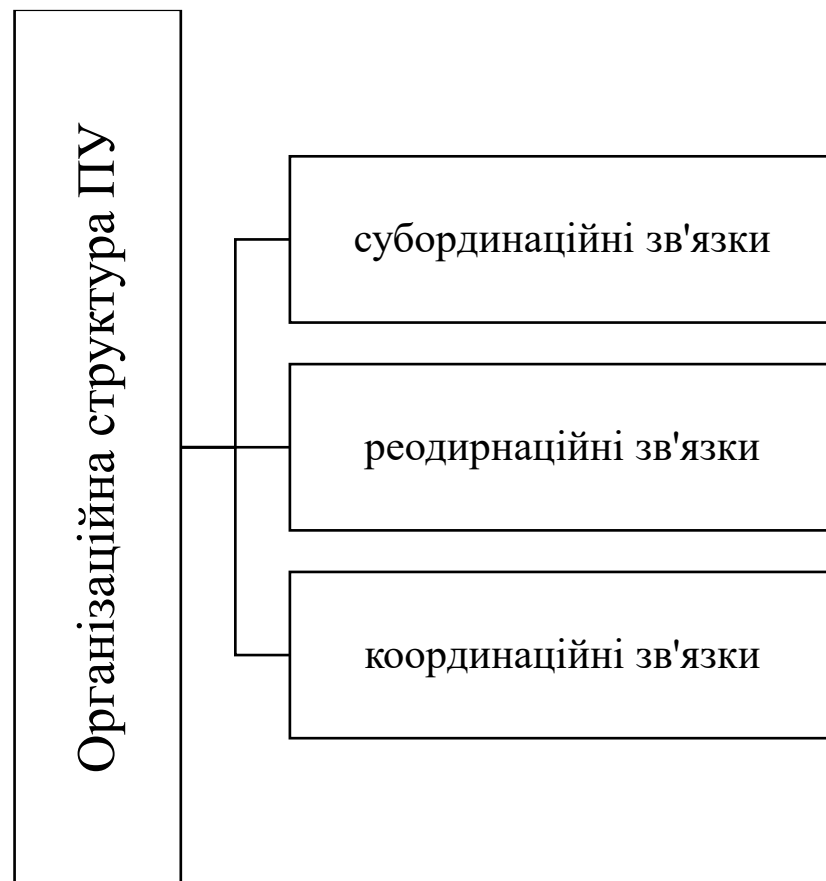 Організаційна структура ПУ
субординаційні зв'язки
реодирнаційні зв'язки
координаційні зв'язки